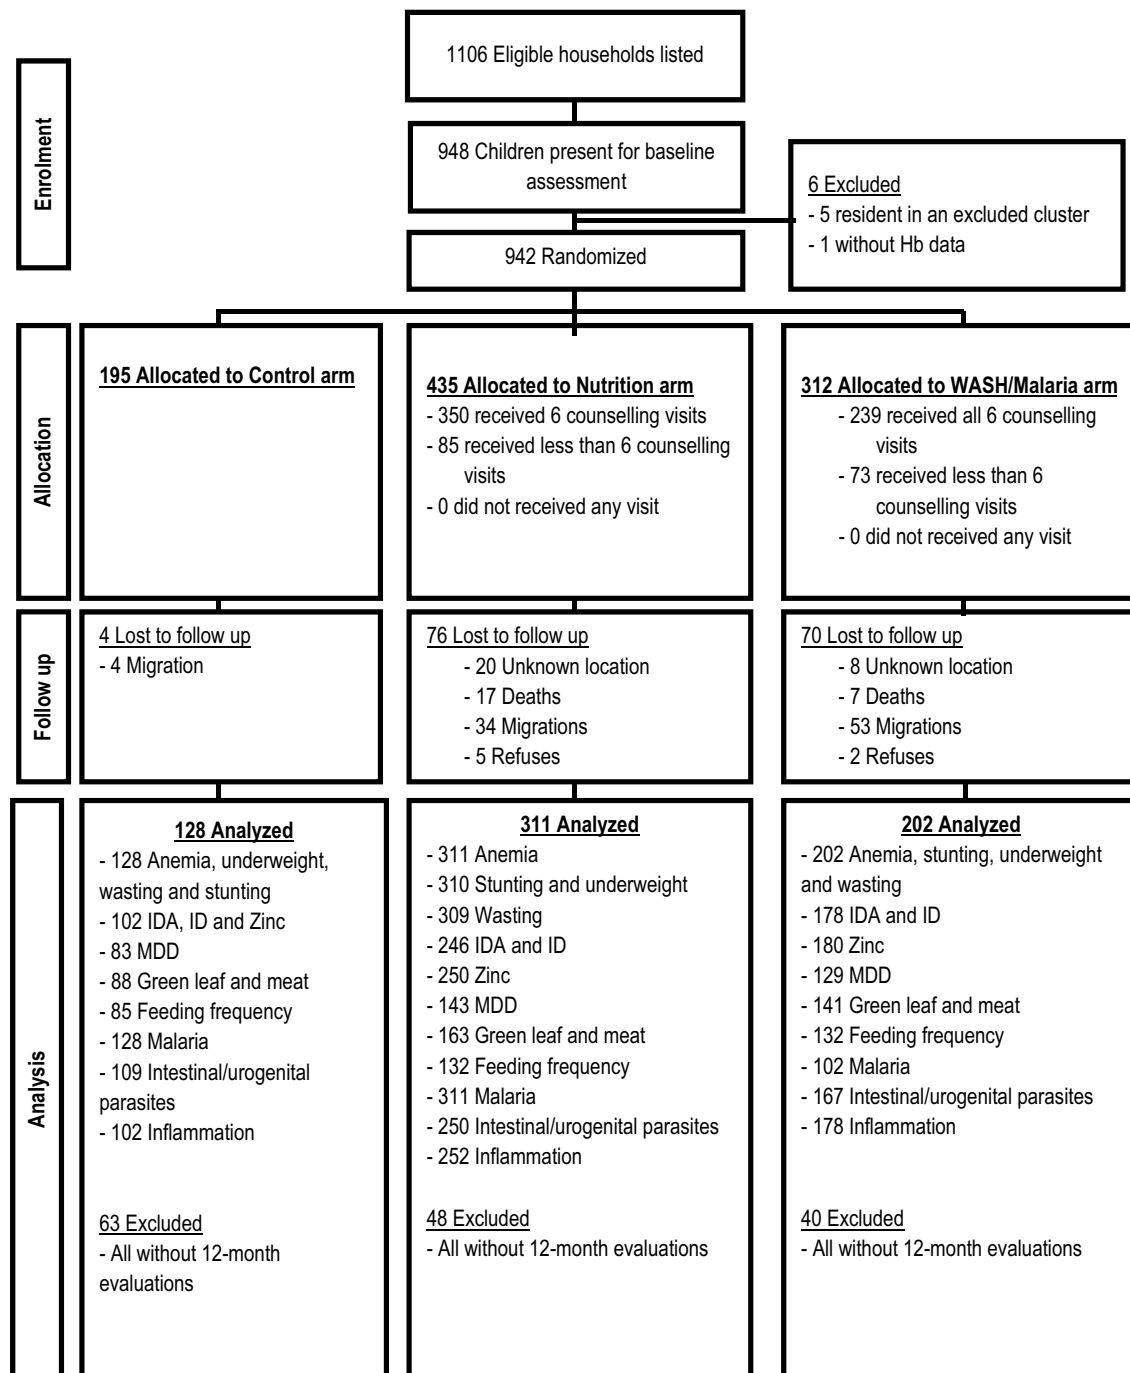 1106 Eligible households listed
Enrolment
948 Children present for baseline
assessment
6 Excluded
- 5 resident in an excluded cluster
- 1 without Hb data
942 Randomized
Allocation
195 Allocated to Control arm
435 Allocated to Nutrition arm
- 350 received 6 counselling visits
- 85 received less than 6 counselling
visits
- 0 did not received any visit
312 Allocated to WASH/Malaria arm
- 239 received all 6 counselling
visits
- 73 received less than 6
counselling visits
- 0 did not received any visit
Follow up
4 Lost to follow up
- 4 Migration
76 Lost to follow up
- 20 Unknown location
- 17 Deaths
- 34 Migrations
- 5 Refuses
70 Lost to follow up
- 8 Unknown location
- 7 Deaths
- 53 Migrations
- 2 Refuses
Analysis
128 Analyzed
- 128 Anemia, underweight,
wasting and stunting
- 102 IDA, ID and Zinc
- 83 MDD
- 88 Green leaf and meat
- 85 Feeding frequency
- 128 Malaria
- 109 Intestinal/urogenital
parasites
- 102 Inflammation
63 Excluded
- All without 12-month
evaluations
311 Analyzed
- 311 Anemia
- 310 Stunting and underweight
- 309 Wasting
- 246 IDA and ID
- 250 Zinc
- 143 MDD
- 163 Green leaf and meat
- 132 Feeding frequency
- 311 Malaria
- 250 Intestinal/urogenital parasites
- 252 Inflammation
48 Excluded
- All without 12-month evaluations
202 Analyzed
- 202 Anemia, stunting, underweight
and wasting
- 178 IDA and ID
- 180 Zinc
- 129 MDD
- 141 Green leaf and meat
- 132 Feeding frequency
- 102 Malaria
- 167 Intestinal/urogenital parasites
- 178 Inflammation
40 Excluded
- All without 12-month evaluations